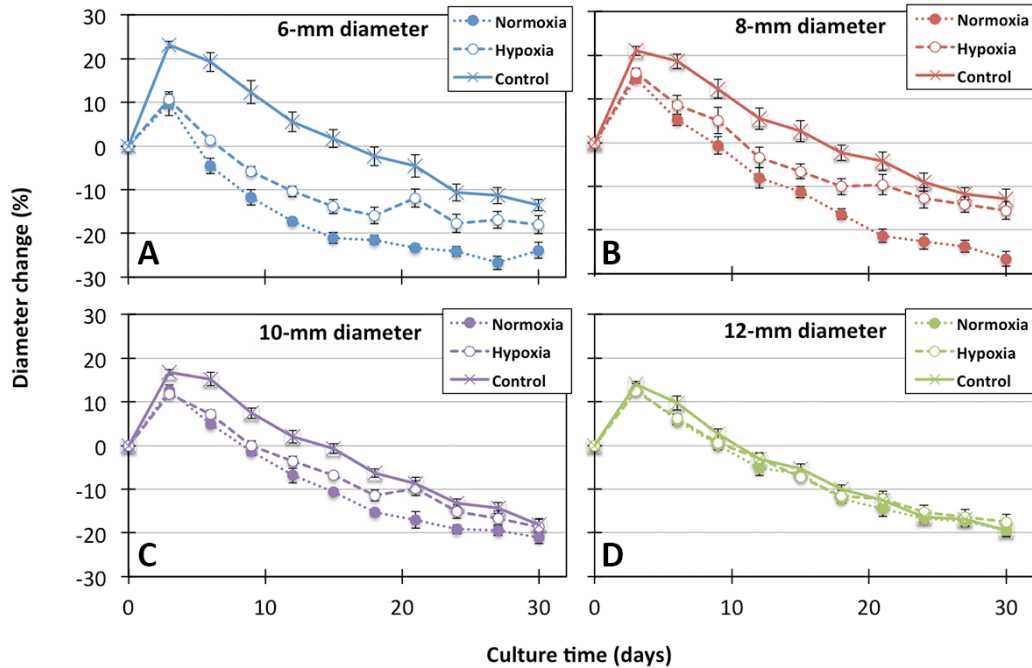 6-mm diameter
Normoxia
Hypoxia
Control
30
20
10
0
-10
-20
-30
A
8-mm diameter
Normoxia
Hypoxia
Control
B
Diameter change (%)
10-mm diameter
Normoxia
Hypoxia
Control
30
20
10
0
-10
-20
-30
C
0
10
20
30
12-mm diameter
Normoxia
Hypoxia
Control
D
0
10
20
30
Culture time (days)